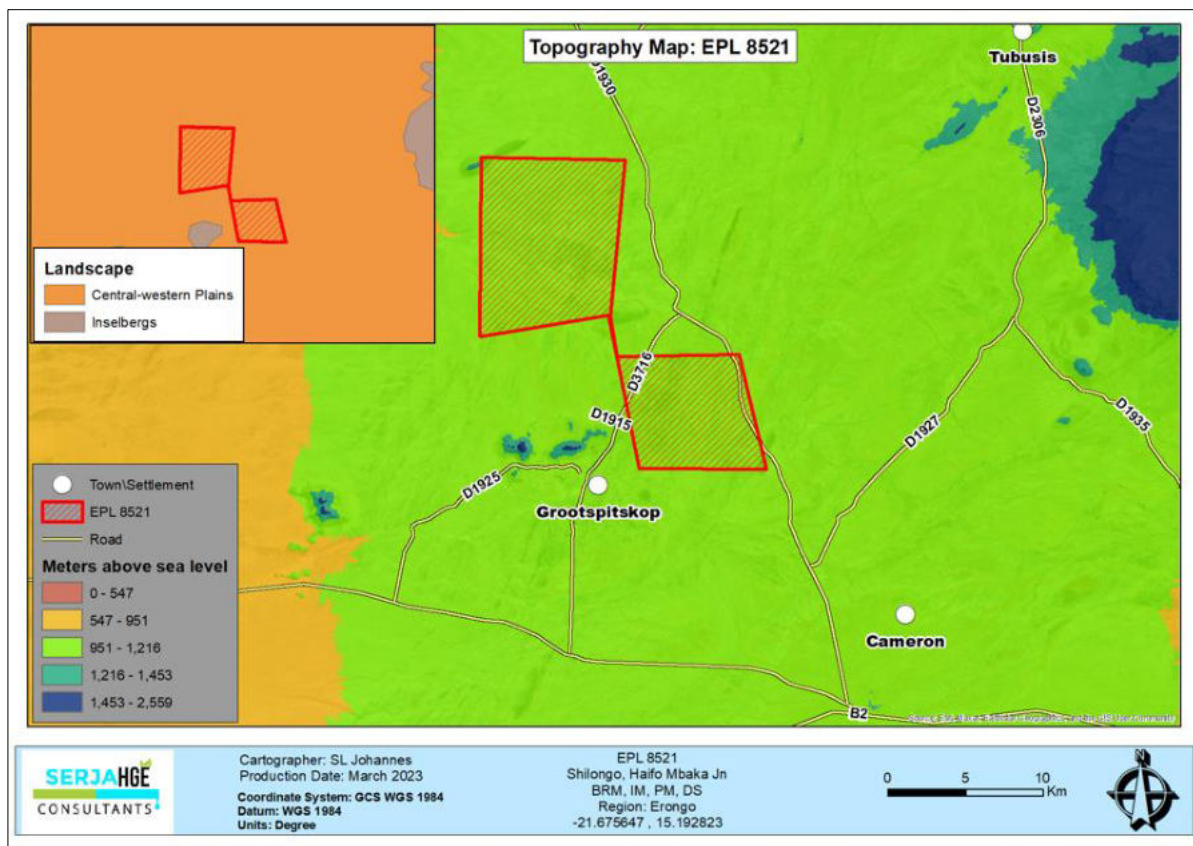 Topography Map: EPL 8521
Tubusis
D1930
D2306
Landscape
Central-western Plains
Inselbergs
D3716
D1915
D1927
D1935
D1925
Grootspitskop
Cameron
B2
Town\Settlement
EPL 8521
Road
Meters above sea level
0 - 547
547 - 951
951 - 1,216
1,216 - 1,453
1,453 - 2,559
SERJAHGE
CONSULTANTS
Cartographer: SL Johannes
Production Date: March 2023
Coordinate System: GCS WGS 1984
Datum: WGS 1984
Units: Degree
EPL 8521
Shilongo, Haifo Mbaka Jn
BRM, IM, PM, DS
Region: Erongo
-21.675647 , 15.192823
0 5 10
Km